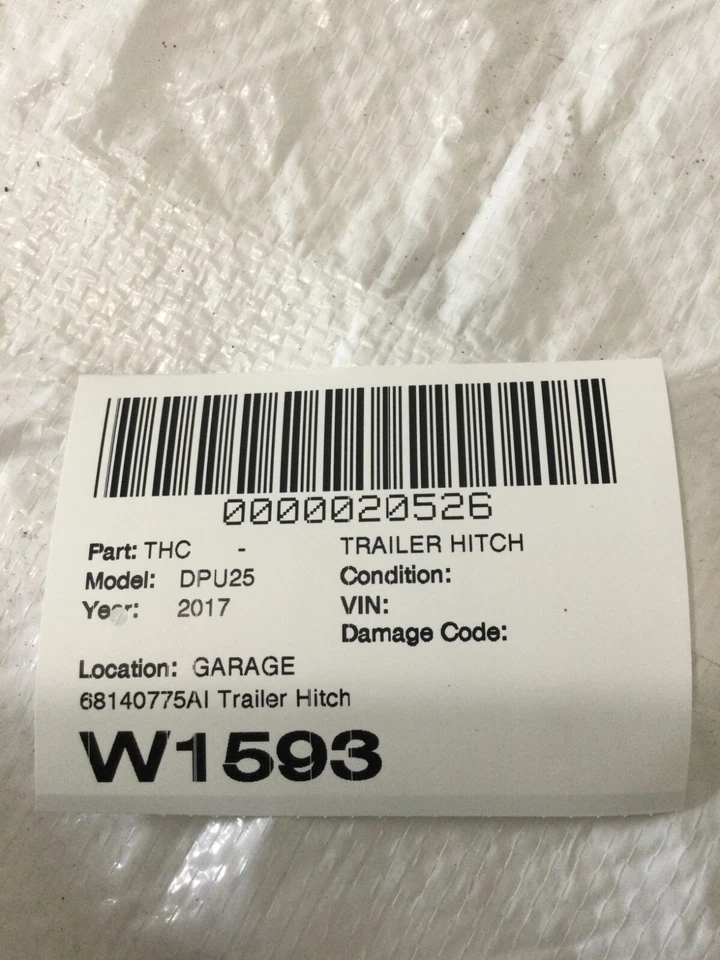 0000020526
Part: THC - TRAILER HITCH
Model: DPU25 Condition:
Year: 2017 VIN:
Damage Code:
Location: GARAGE
68140775AI Trailer Hitch
W1593